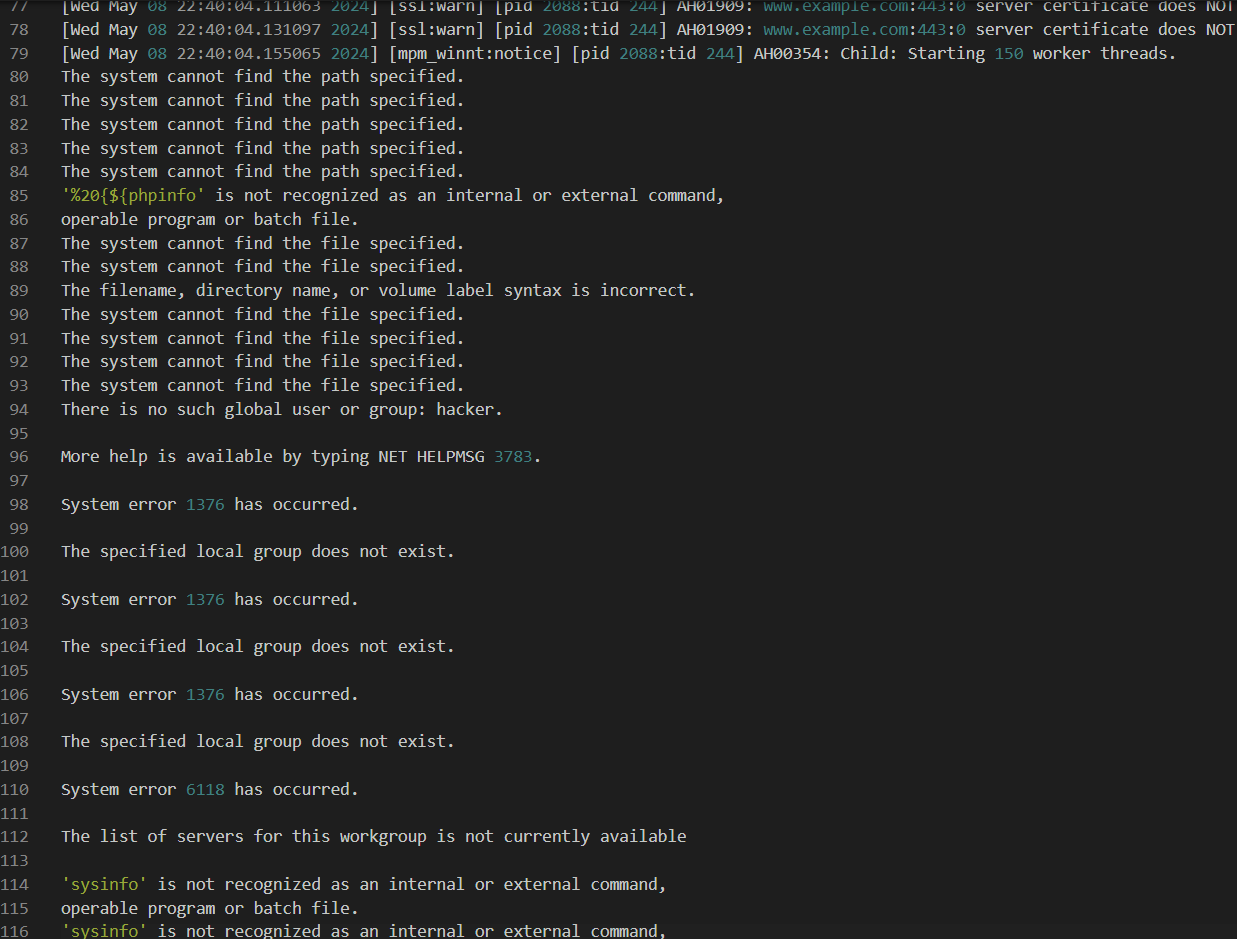 77 [Wed May 08 22:40:04.111063 2024] [ssl:warn] [pid 2088:tid 244] AH01909: www.example.com:443:0 server certificate does NOT
78 [Wed May 08 22:40:04.131097 2024] [ssl:warn] [pid 2088:tid 244] AH01909: www.example.com:443:0 server certificate does NOT
79 [Wed May 08 22:40:04.155065 2024] [mpm_winnt:notice] [pid 2088:tid 244] AH00354: Child: Starting 150 worker threads.
80 The system cannot find the path specified.
81 The system cannot find the path specified.
82 The system cannot find the path specified.
83 The system cannot find the path specified.
84 The system cannot find the path specified.
85 '%20{${phpinfo' is not recognized as an internal or external command,
86 operable program or batch file.
87 The system cannot find the file specified.
88 The system cannot find the file specified.
89 The filename, directory name, or volume label syntax is incorrect.
90 The system cannot find the file specified.
91 The system cannot find the file specified.
92 The system cannot find the file specified.
93 The system cannot find the file specified.
94 There is no such global user or group: hacker.
95
96 More help is available by typing NET HELPMSG 3783.
97
98 System error 1376 has occurred.
99
100 The specified local group does not exist.
101
102 System error 1376 has occurred.
103
104 The specified local group does not exist.
105
106 System error 1376 has occurred.
107
108 The specified local group does not exist.
109
110 System error 6118 has occurred.
111
112 The list of servers for this workgroup is not currently available
113
114 'sysinfo' is not recognized as an internal or external command,
115 operable program or batch file.
116 'sysinfo' is not recognized as an internal or external command,